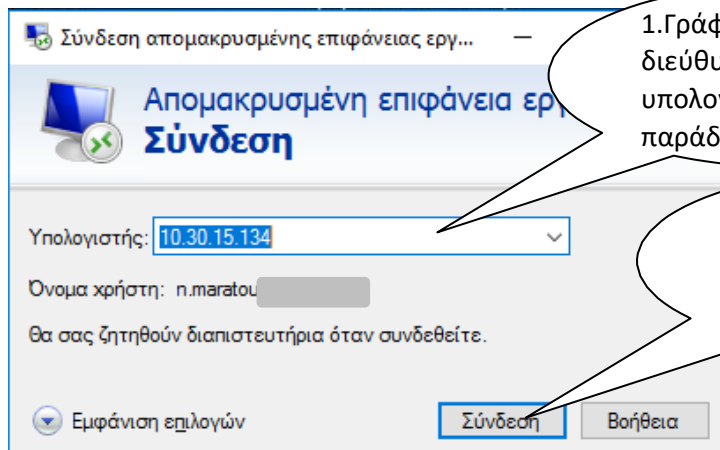 Σύνδεση απομακρυσμένης επιφάνειας εργ...
1.Γράφ
διεύθυ
υπολογ
παράδ
Απομακρυσμένη επιφάνεια ερ
Σύνδεση
Υπολογιστής: 10.30.15.134
Όνομα χρήστη: n.maratou
Θα σας ζητηθούν διαπιστευτήρια όταν συνδεθείτε.
Εμφάνιση επιλογών Σύνδεση Βοήθεια